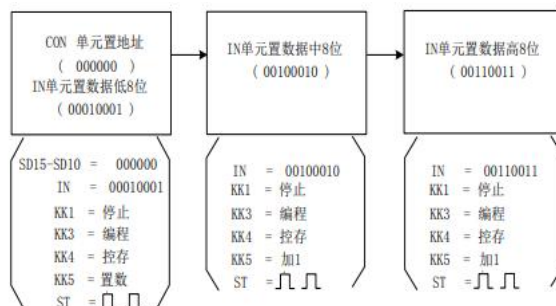 CON 单元置地址
( 000000 )
IN单元置数据低8位
(00010001 )
IN单元置数据中8位
( 00100010 )
IN单元置数据高8位
( 00110011 )
SD15-SD10 = 000000
IN = 00010001
KK1 = 停止
KK3 = 编程
KK4 = 控存
KK5 = 置数
ST =
IN = 00100010
KK1 = 停止
KK3 = 编程
KK4 = 控存
KK5 = 加1
ST =
IN = 00110011
KK1 = 停止
KK3 = 编程
KK4 = 控存
KK5 = 加1
ST =